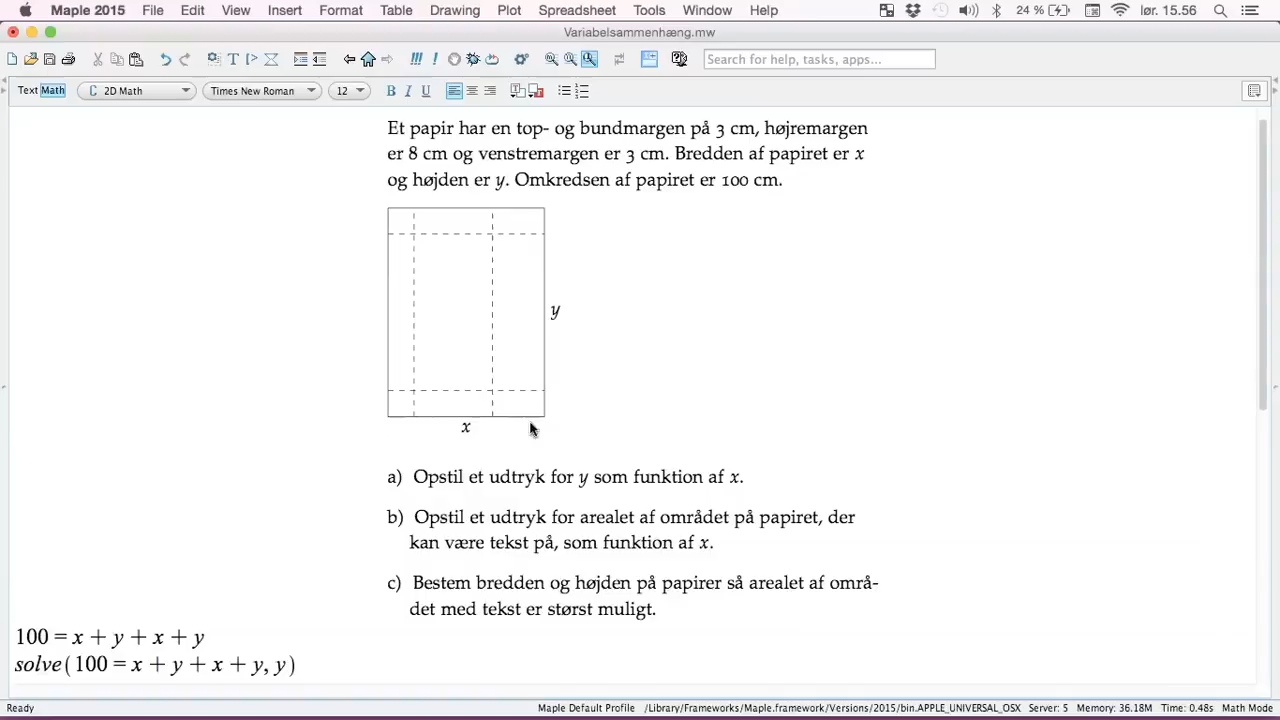 Maple 2015 File Edit View Insert Format Table Drawing Plot Spreadsheet Tools Window Help 24 % lør. 15.56
Variabelsammenhæng.mw
Search for help, tasks, apps...
Text Math C 2D Math Times New Roman 12 B I U
Et papir har en top- og bundmargen på 3 cm, højremargen
er 8 cm og venstremargen er 3 cm. Bredden af papiret er x
og højden er y. Omkredsen af papiret er 100 cm.
y
x
a) Opstil et udtryk for y som funktion af x.
b) Opstil et udtryk for arealet af området på papiret, der
kan være tekst på, som funktion af x.
c) Bestem bredden og højden på papirer så arealet af områ-
det med tekst er størst muligt.
100 = x + y + x + y
solve(100 = x + y + x + y, y)
Ready Maple Default Profile /Library/Frameworks/Maple.framework/Versions/2015/bin.APPLE_UNIVERSAL_OSX Server: 5 Memory: 36.18M Time: 0.48s Math Mode